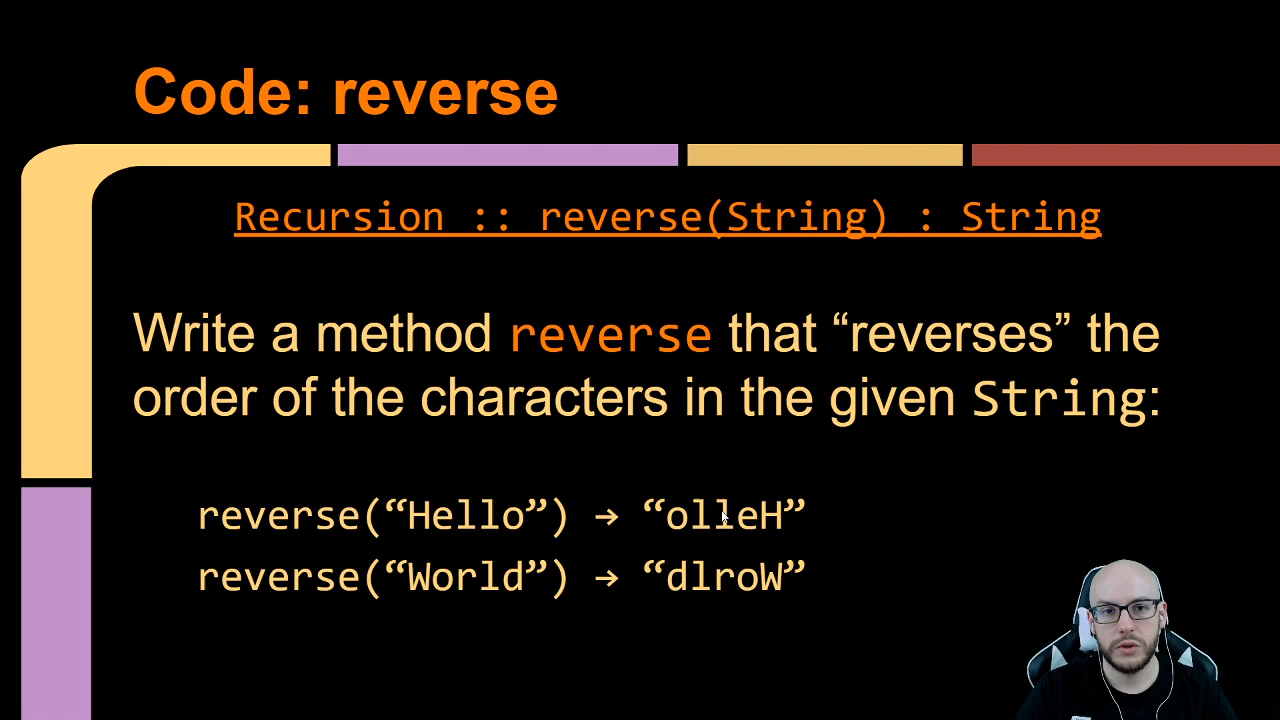 Code: reverse
Recursion :: reverse(String) : String
Write a method reverse that “reverses” the
order of the characters in the given String:
reverse(“Hello”) → “olleH”
reverse(“World”) → “dlroW”